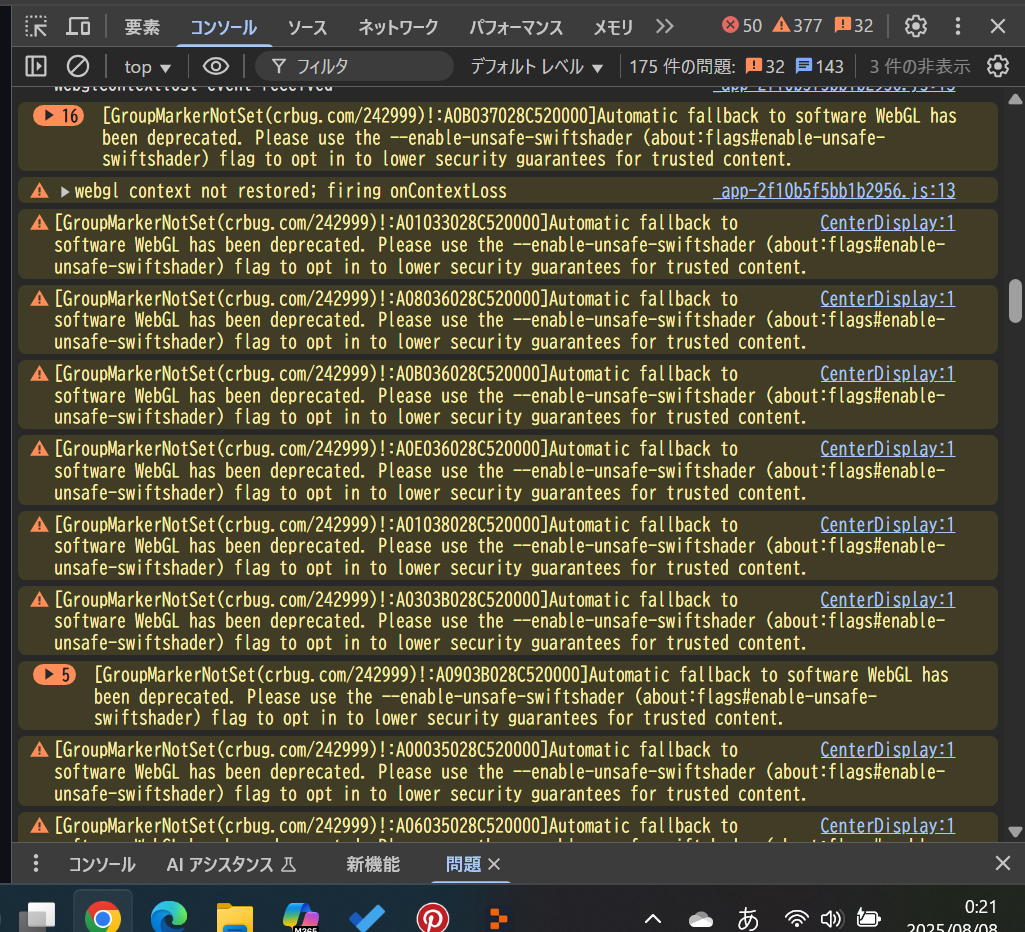 要素 コンソール ソース ネットワーク パフォーマンス メモリ 50 377 32
top フィルタ デフォルト レベル 175 件の問題: 32 143 3 件の非表示
webglcontextlost event received _app-2f10b5f5bb1b2956.js:13
16 [GroupMarkerNotSet(crbug.com/242999)!:A0B037028C520000]Automatic fallback to software WebGL has
been deprecated. Please use the --enable-unsafe-swiftshader (about:flags#enable-unsafe-
swiftshader) flag to opt in to lower security guarantees for trusted content.
webgl context not restored; firing onContextLoss _app-2f10b5f5bb1b2956.js:13
[GroupMarkerNotSet(crbug.com/242999)!:A01033028C520000]Automatic fallback to CenterDisplay:1
software WebGL has been deprecated. Please use the --enable-unsafe-swiftshader (about:flags#enable-
unsafe-swiftshader) flag to opt in to lower security guarantees for trusted content.
[GroupMarkerNotSet(crbug.com/242999)!:A08036028C520000]Automatic fallback to CenterDisplay:1
software WebGL has been deprecated. Please use the --enable-unsafe-swiftshader (about:flags#enable-
unsafe-swiftshader) flag to opt in to lower security guarantees for trusted content.
[GroupMarkerNotSet(crbug.com/242999)!:A0B036028C520000]Automatic fallback to CenterDisplay:1
software WebGL has been deprecated. Please use the --enable-unsafe-swiftshader (about:flags#enable-
unsafe-swiftshader) flag to opt in to lower security guarantees for trusted content.
[GroupMarkerNotSet(crbug.com/242999)!:A0E036028C520000]Automatic fallback to CenterDisplay:1
software WebGL has been deprecated. Please use the --enable-unsafe-swiftshader (about:flags#enable-
unsafe-swiftshader) flag to opt in to lower security guarantees for trusted content.
[GroupMarkerNotSet(crbug.com/242999)!:A01038028C520000]Automatic fallback to CenterDisplay:1
software WebGL has been deprecated. Please use the --enable-unsafe-swiftshader (about:flags#enable-
unsafe-swiftshader) flag to opt in to lower security guarantees for trusted content.
[GroupMarkerNotSet(crbug.com/242999)!:A0303B028C520000]Automatic fallback to CenterDisplay:1
software WebGL has been deprecated. Please use the --enable-unsafe-swiftshader (about:flags#enable-
unsafe-swiftshader) flag to opt in to lower security guarantees for trusted content.
5 [GroupMarkerNotSet(crbug.com/242999)!:A0903B028C520000]Automatic fallback to software WebGL has
been deprecated. Please use the --enable-unsafe-swiftshader (about:flags#enable-unsafe-
swiftshader) flag to opt in to lower security guarantees for trusted content.
[GroupMarkerNotSet(crbug.com/242999)!:A00035028C520000]Automatic fallback to CenterDisplay:1
software WebGL has been deprecated. Please use the --enable-unsafe-swiftshader (about:flags#enable-
unsafe-swiftshader) flag to opt in to lower security guarantees for trusted content.
[GroupMarkerNotSet(crbug.com/242999)!:A06035028C520000]Automatic fallback to CenterDisplay:1
software WebGL has been deprecated. Please use the --enable-unsafe-swiftshader (about:flags#enable-
コンソール AI アシスタンス 新機能 問題
M365 あ 0:21
2025/08/08